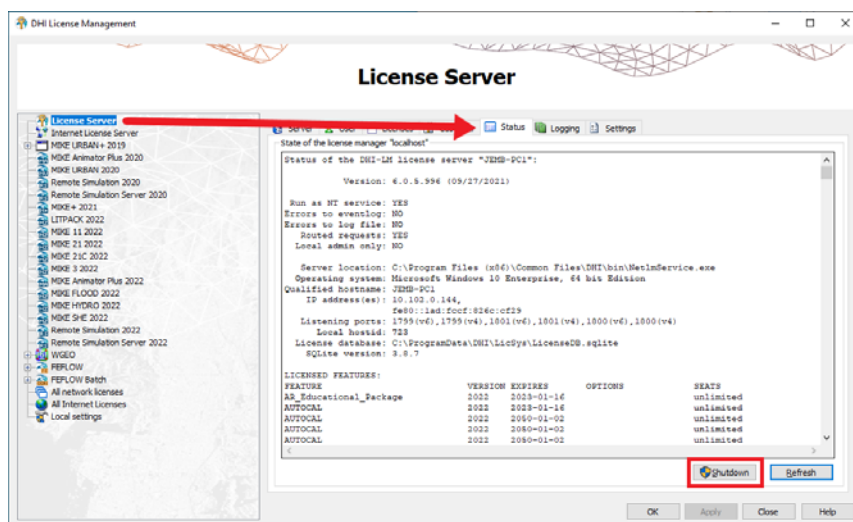 DHI License Management
License Server
License Server
Internet License Server
MIKE URBAN+ 2019
MIKE Animator Plus 2020
MIKE URBAN 2020
Remote Simulation 2020
Remote Simulation Server 2020
MIKE+ 2021
LITPACK 2022
MIKE 11 2022
MIKE 21 2022
MIKE 21C 2022
MIKE 3 2022
MIKE Animator Plus 2022
MIKE FLOOD 2022
MIKE HYDRO 2022
MIKE SHE 2022
Remote Simulation 2022
Remote Simulation Server 2022
WGEO
FEFLOW
FEFLOW Batch
All network licenses
All Internet Licenses
Local settings
Server User Licenses Status Logging Settings
State of the license manager "localhost"
Status of the DHI-LM license server "JEMB-PC1":
Version: 6.0.5.996 (09/27/2021)
Run as NT service: YES
Errors to eventlog: NO
Errors to log file: NO
Routed requests: YES
Local admin only: NO
Server location: C:\Program Files (x86)\Common Files\DHI\bin\NetlmService.exe
Operating system: Microsoft Windows 10 Enterprise, 64 bit Edition
Qualified hostname: JEMB-PC1
IP address(es): 10.102.0.144,
fe80::1ad:fccf:826c:cf29
Listening ports: 1799(v6),1799(v4),1801(v6),1801(v4),1800(v6),1800(v4)
Local hostid: 723
License database: C:\ProgramData\DHI\LicSys\LicenseDB.sqlite
SQLite version: 3.8.7
LICENSED FEATURES:
FEATURE VERSION EXPIRES OPTIONS SEATS
AR_Educational_Package 2022 2023-01-16 unlimited
AUTOCAL 2022 2023-01-16 unlimited
AUTOCAL 2022 2050-01-02 unlimited
AUTOCAL 2022 2050-01-02 unlimited
AUTOCAL 2022 2050-01-02 unlimited
Shutdown Refresh
OK Apply Close Help